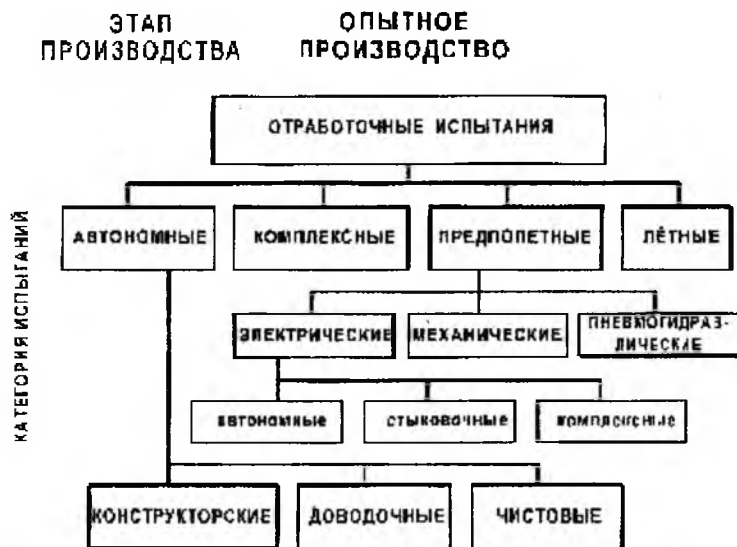 ЭТАП
ПРОИЗВОДСТВА
ОПЫТНОЕ
ПРОИЗВОДСТВО
ОТРАБОТОЧНЫЕ ИСПЫТАНИЯ
КАТЕГОРИЯ ИСПЫТАНИЙ
АВТОНОМНЫЕ
КОМПЛЕКСНЫЕ
ПРЕДПОЛЕТНЫЕ
ЛЁТНЫЕ
ЭЛЕКТРИЧЕСКИЕ
МЕХАНИЧЕСКИЕ
ПНЕВМОГИДРАЗ-
ЛИЧЕСКИЕ
АВТОНОМНЫЕ
СТЫКОВОЧНЫЕ
КОМПЛЕКСНЫЕ
КОНСТРУКТОРСКИЕ
ДОВОДОЧНЫЕ
ЧИСТОВЫЕ